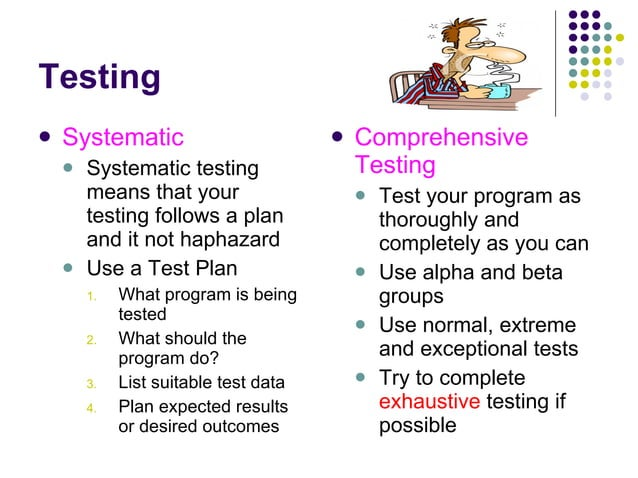 Testing
Systematic
Systematic testing
means that your
testing follows a plan
and it not haphazard
Use a Test Plan
1. What program is being
tested
2. What should the
program do?
3. List suitable test data
4. Plan expected results
or desired outcomes
Comprehensive
Testing
Test your program as
thoroughly and
completely as you can
Use alpha and beta
groups
Use normal, extreme
and exceptional tests
Try to complete
exhaustive testing if
possible